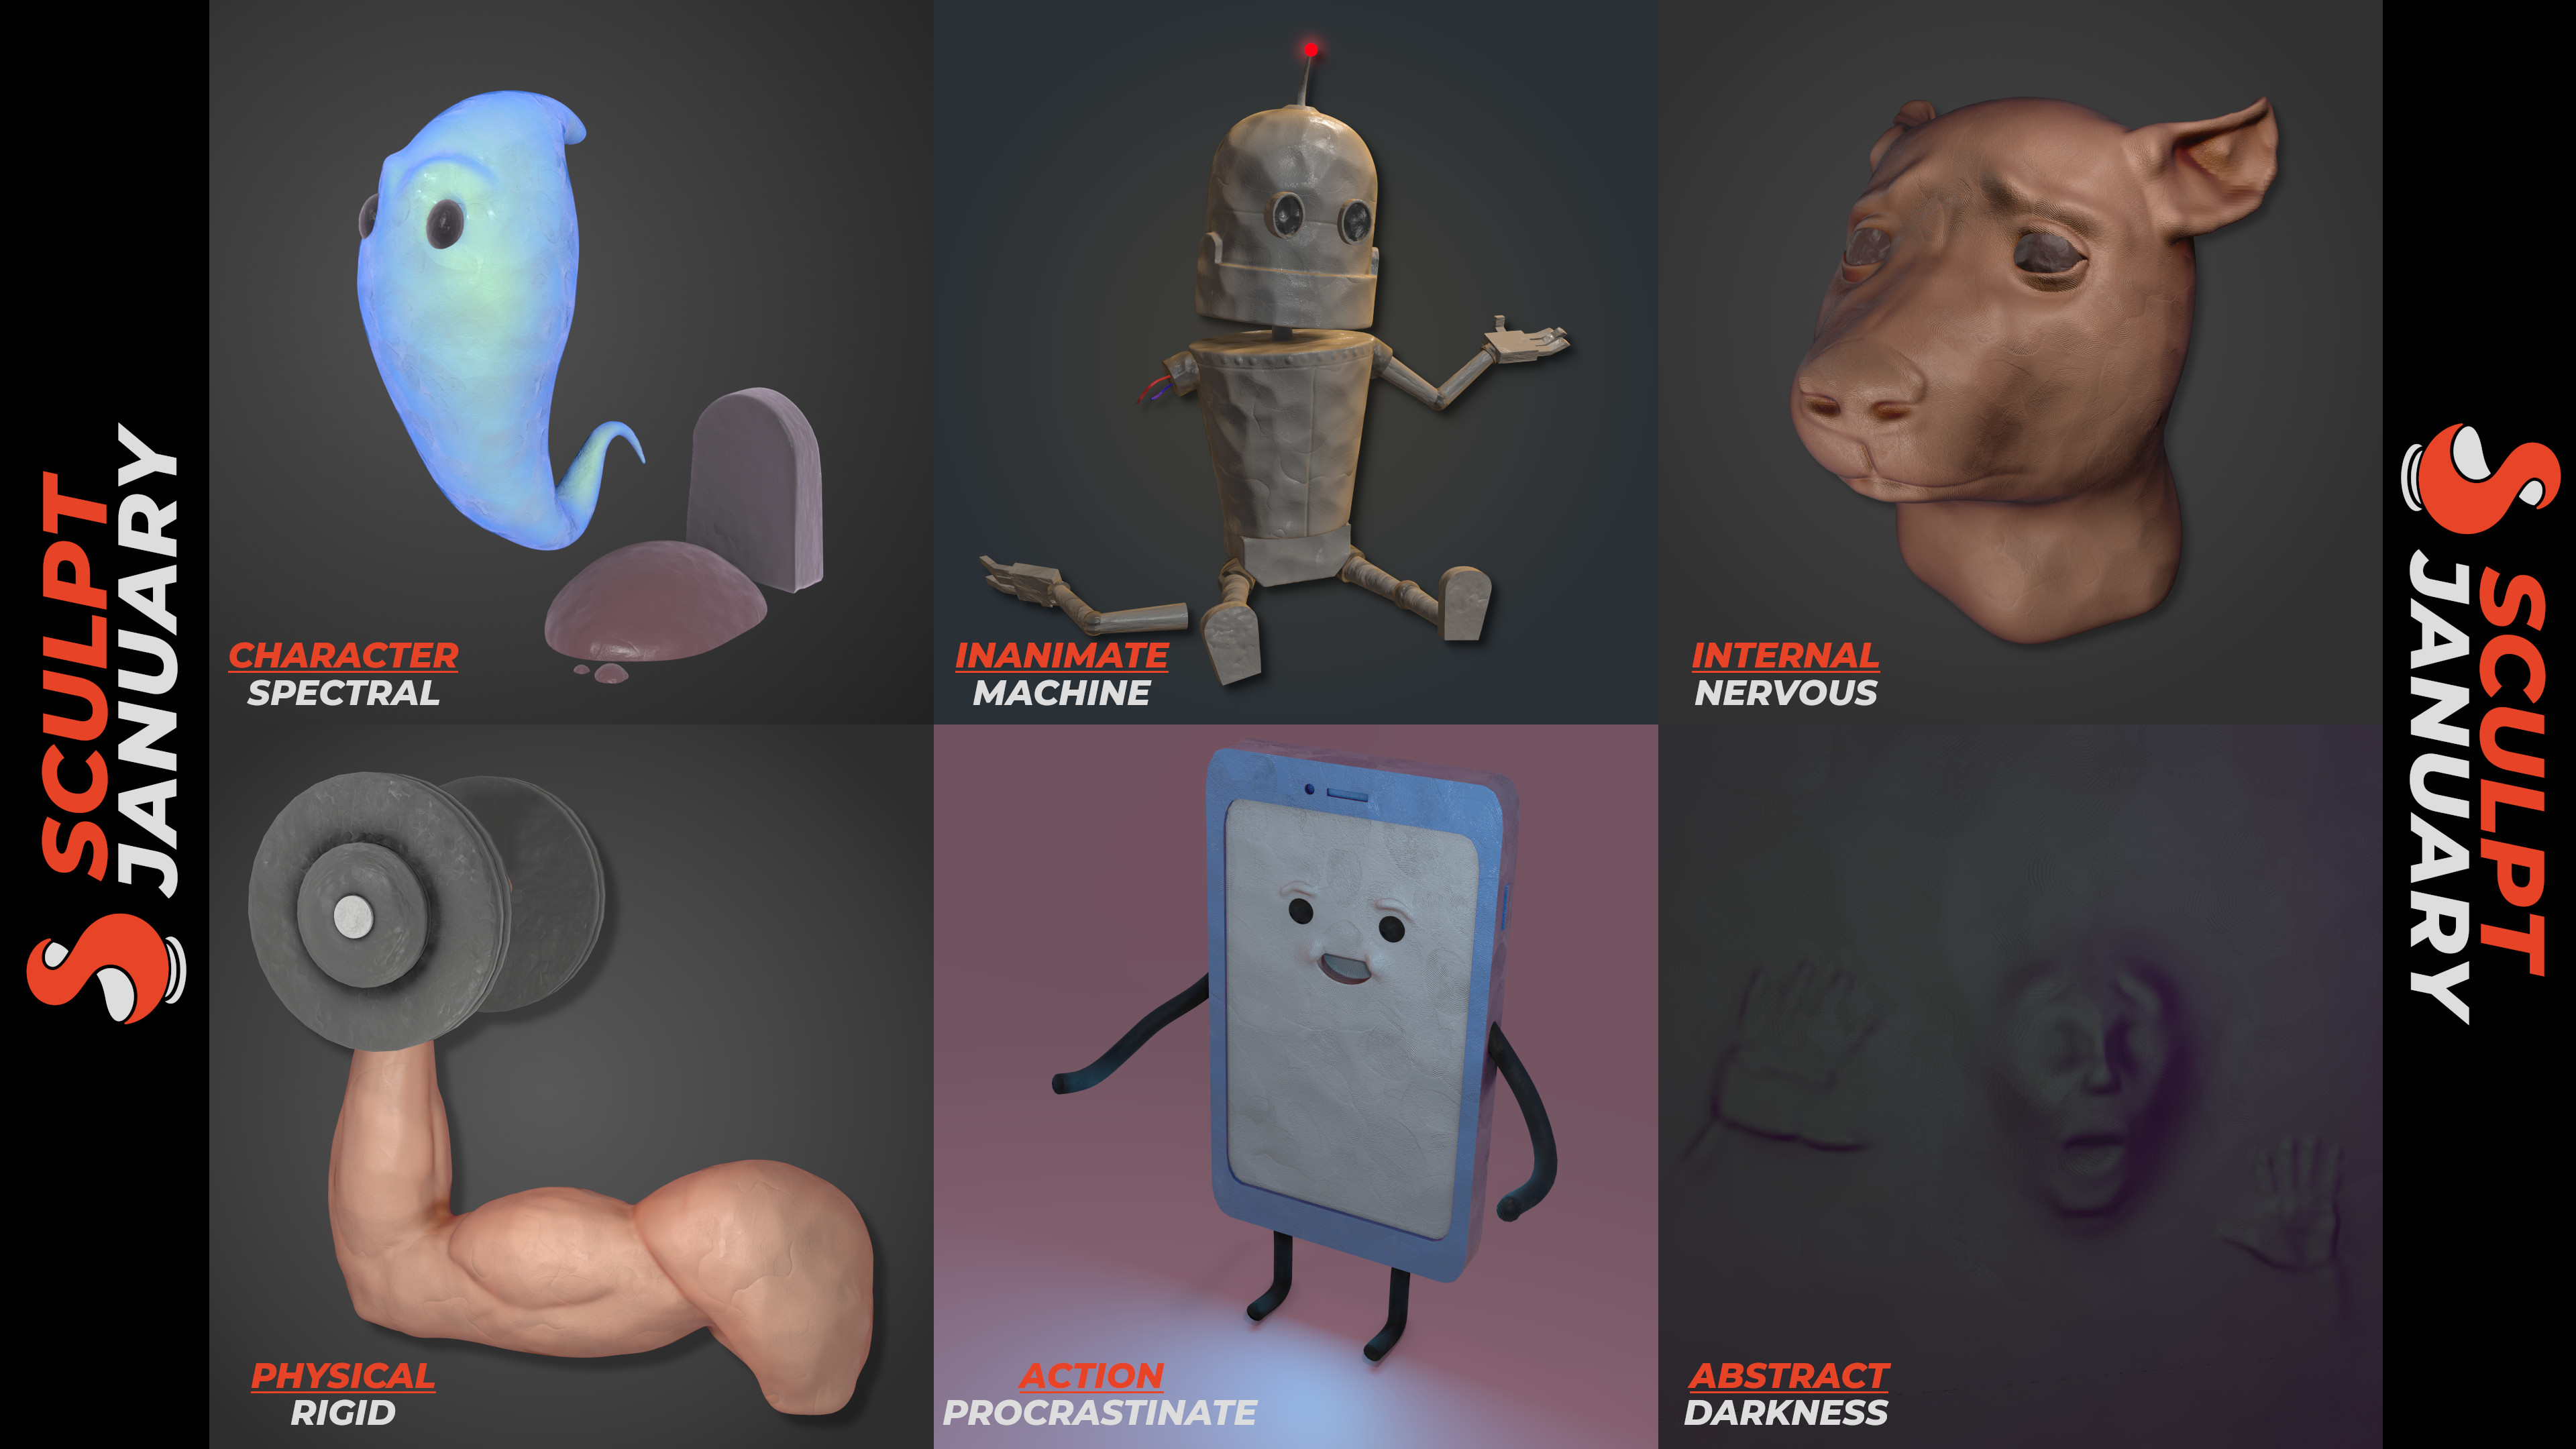 SCULPT
JANUARY
CHARACTER
SPECTRAL
INANIMATE
MACHINE
INTERNAL
NERVOUS
PHYSICAL
RIGID
ACTION
PROCRASTINATE
ABSTRACT
DARKNESS
SCULPT
JANUARY